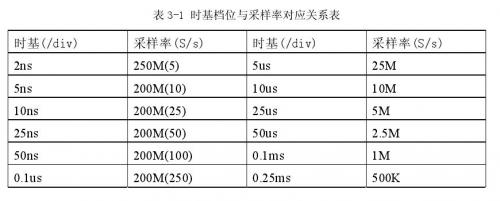 表 3-1 时基档位与采样率对应关系表
时基(/div) 采样率(S/s) 时基(/div) 采样率(S/s)
2ns 250M(5) 5us 25M
5ns 200M(10) 10us 10M
10ns 200M(25) 25us 5M
25ns 200M(50) 50us 2.5M
50ns 200M(100) 0.1ms 1M
0.1us 200M(250) 0.25ms 500K